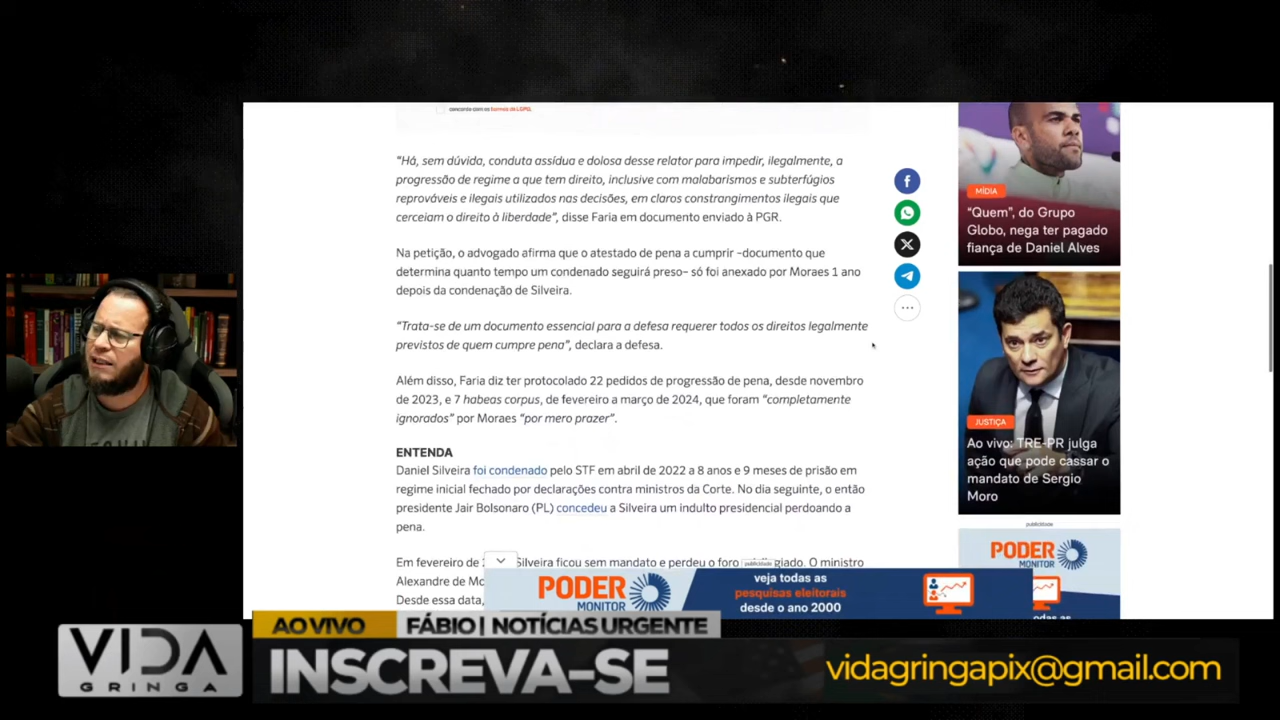 concorde com os termos da LGPD.
“Há, sem dúvida, conduta assídua e dolosa desse relator para impedir, ilegalmente, a
progressão de regime a que tem direito, inclusive com malabarismos e subterfúgios
reprováveis e ilegais utilizados nas decisões, em claros constrangimentos ilegais que
cerceiam o direito à liberdade”, disse Faria em documento enviado à PGR.
Na petição, o advogado afirma que o atestado de pena a cumprir –documento que
determina quanto tempo um condenado seguirá preso– só foi anexado por Moraes 1 ano
depois da condenação de Silveira.
“Trata-se de um documento essencial para a defesa requerer todos os direitos legalmente
previstos de quem cumpre pena”, declara a defesa.
Além disso, Faria diz ter protocolado 22 pedidos de progressão de pena, desde novembro
de 2023, e 7 habeas corpus, de fevereiro a março de 2024, que foram “completamente
ignorados” por Moraes “por mero prazer”.
ENTENDA
Daniel Silveira foi condenado pelo STF em abril de 2022 a 8 anos e 9 meses de prisão em
regime inicial fechado por declarações contra ministros da Corte. No dia seguinte, o então
presidente Jair Bolsonaro (PL) concedeu a Silveira um indulto presidencial perdoando a
pena.
Em fevereiro de 2 Silveira ficou sem mandato e perdeu o foro giado. O ministro
Alexandre de Mo
Desde essa data,
MÍDIA
“Quem”, do Grupo
Globo, nega ter pagado
fiança de Daniel Alves
JUSTIÇA
Ao vivo: TRE-PR julga
ação que pode cassar o
mandato de Sergio
Moro
publicidade
PODER
MONITOR
das as
publicidade
PODER
MONITOR
veja todas as
pesquisas eleitorais
desde o ano 2000
AO VIVO
FÁBIO | NOTÍCIAS URGENTE
VIDA
GRINGA
INSCREVA-SE
vidagringapix@gmail.com